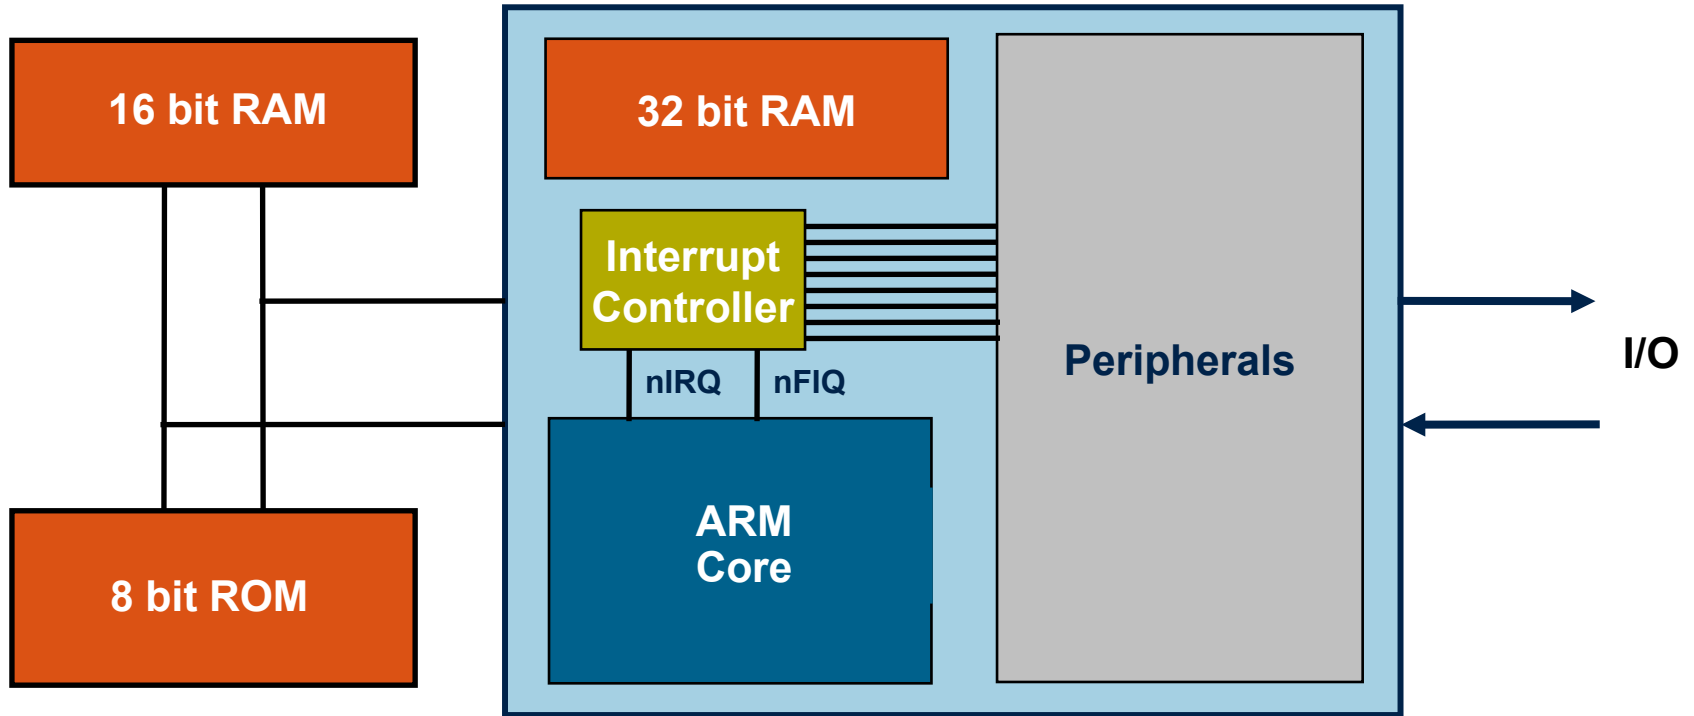 16 bit RAM
32 bit RAM
Interrupt
Controller
nIRQ
nFIQ
Peripherals
I/O
ARM
Core
8 bit ROM